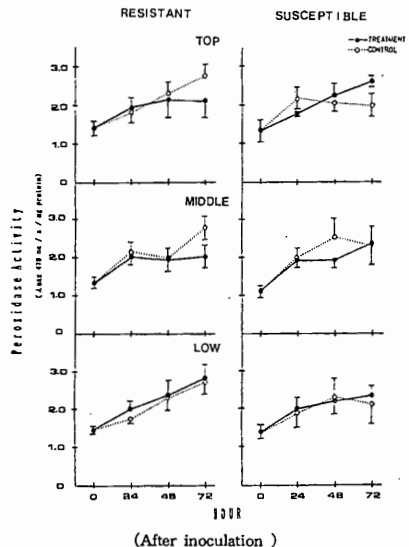 RESISTANT
SUSCEPTIBLE
TREATMENT
CONTROL
TOP
3.0
2.0
1.0
0
MIDDLE
3.0
2.0
1.0
0
LOW
3.0
2.0
1.0
0
Peroxidase Activity
0 24 48 72
0 24 48 72
HOUR
(After inoculation )